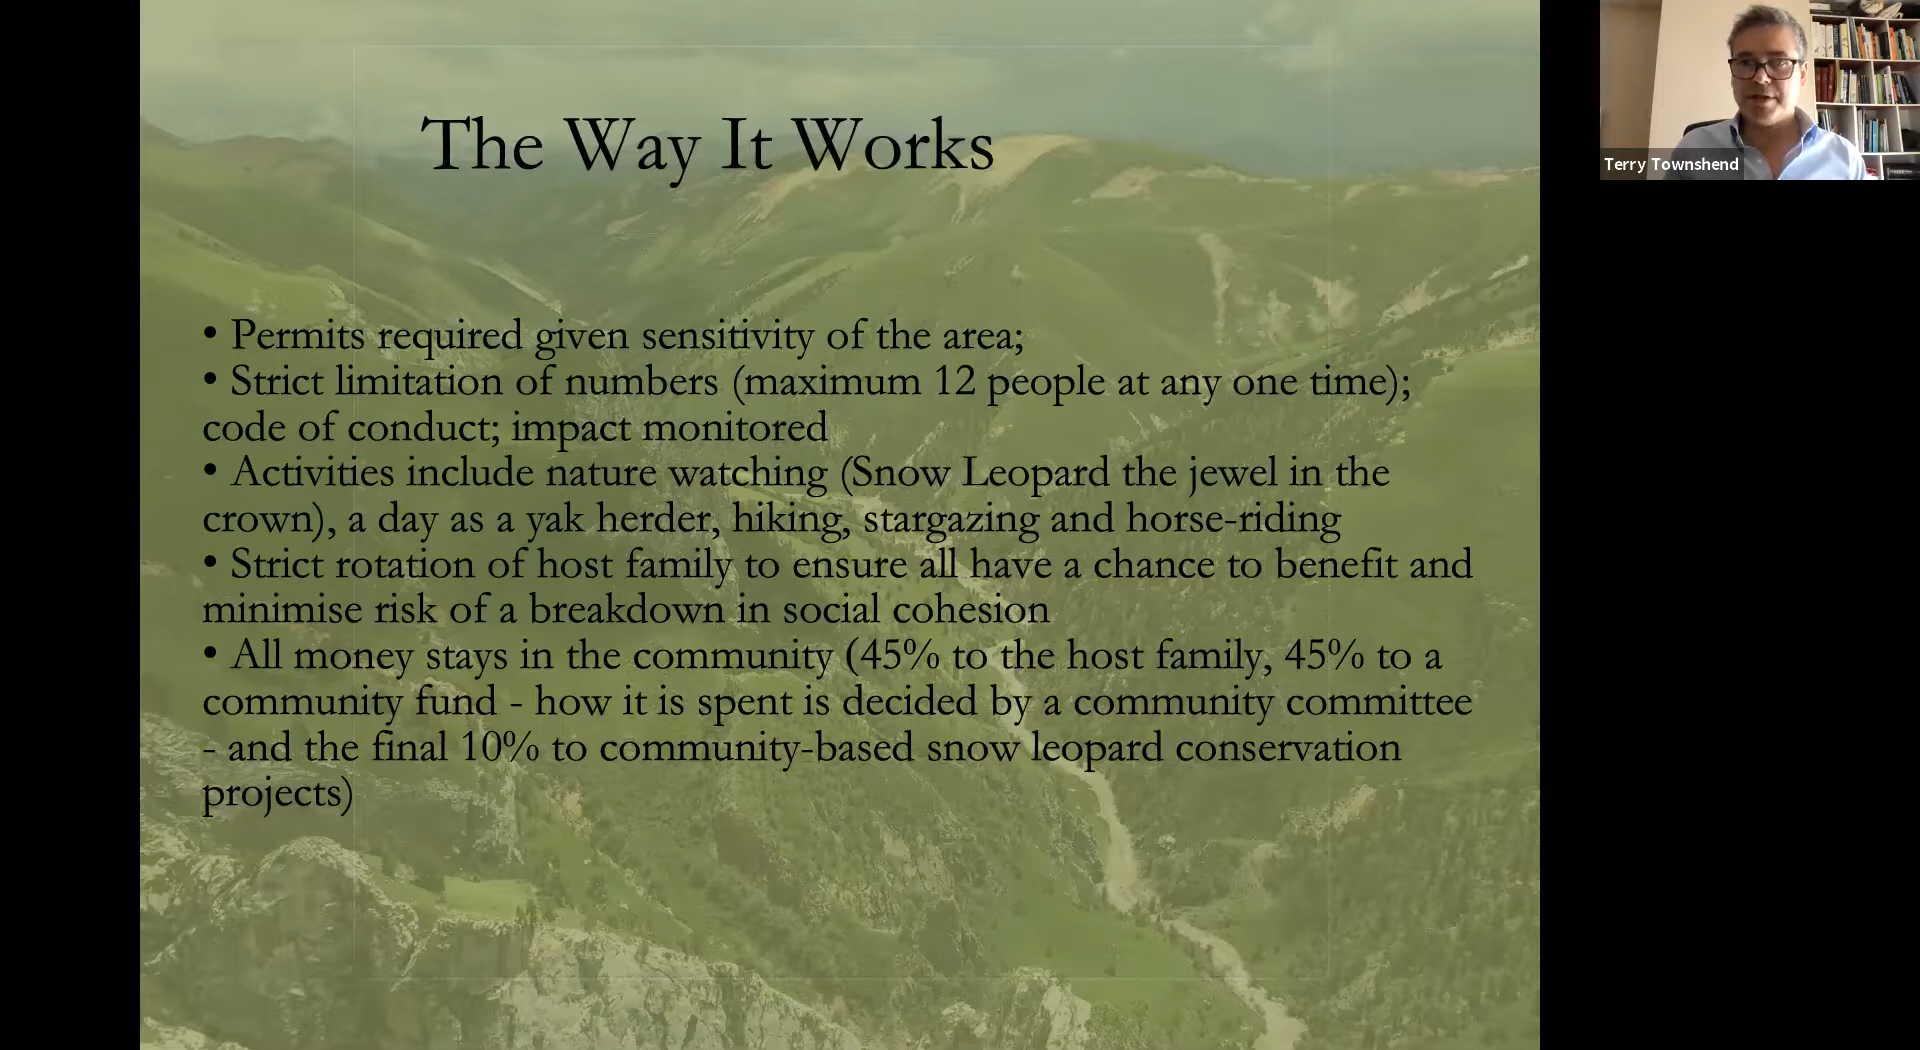 The Way It Works
• Permits required given sensitivity of the area;
• Strict limitation of numbers (maximum 12 people at any one time);
code of conduct; impact monitored
• Activities include nature watching (Snow Leopard the jewel in the
crown), a day as a yak herder, hiking, stargazing and horse-riding
• Strict rotation of host family to ensure all have a chance to benefit and
minimise risk of a breakdown in social cohesion
• All money stays in the community (45% to the host family, 45% to a
community fund - how it is spent is decided by a community committee
- and the final 10% to community-based snow leopard conservation
projects)
Terry Townshend